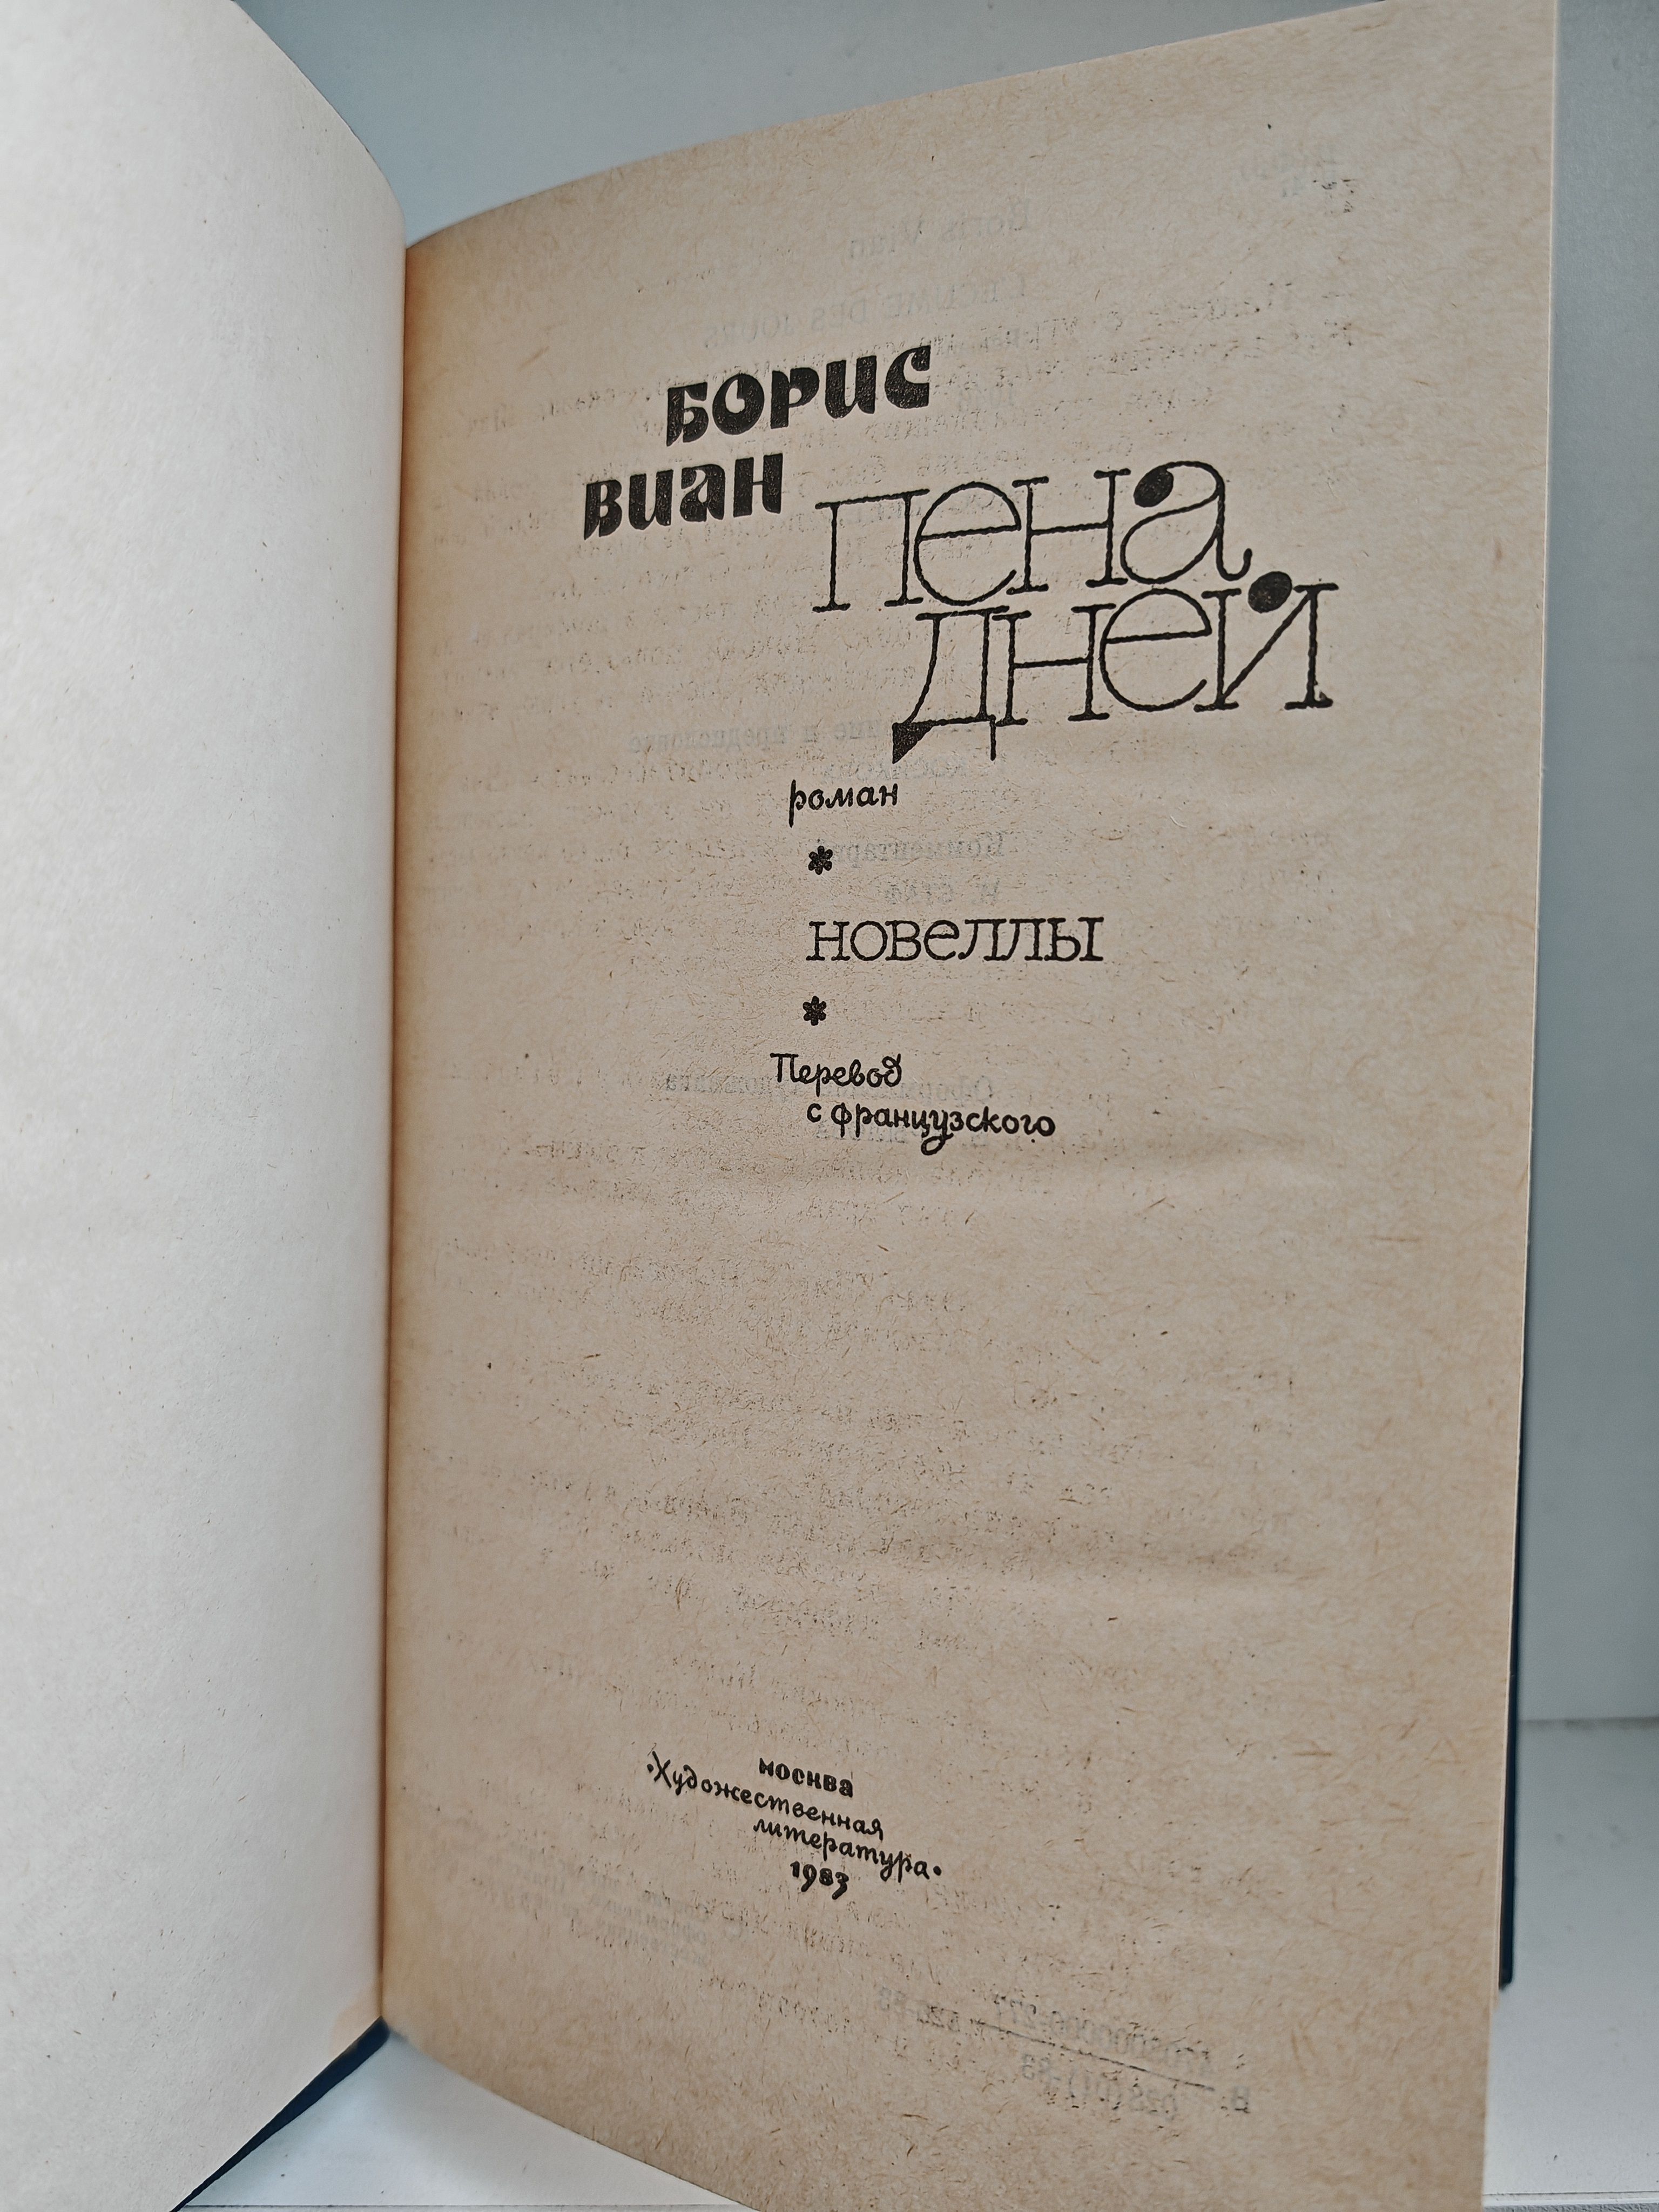 БОРИС
ВИАН
ПЕНА
ДНЕЙ
роман
*
НОВЕЛЛЫ
*
Перевод
с французского
МОСКВА
«Художественная
литература»
1983